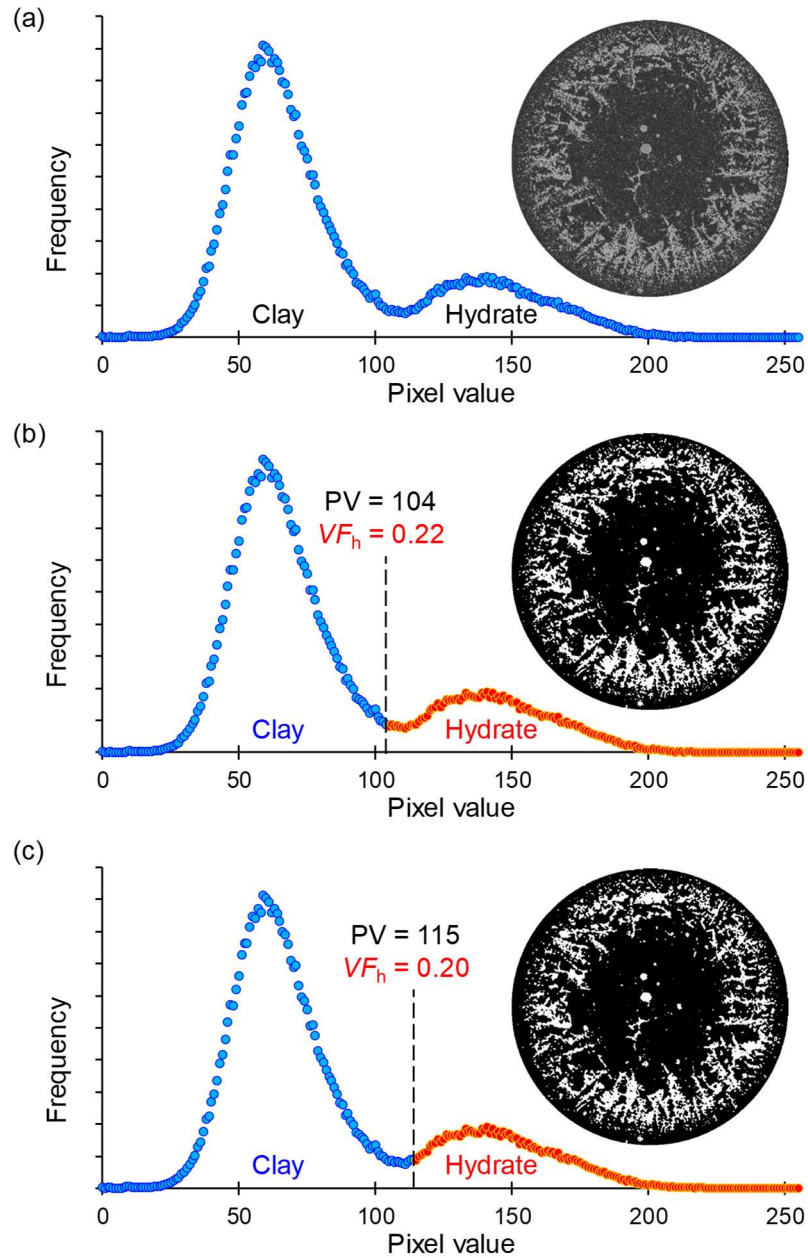 (a)
Frequency
Clay
Hydrate
0 50 100 150 200 250
Pixel value
(b)
Frequency
PV = 104
VFh = 0.22
Clay
Hydrate
0 50 100 150 200 250
Pixel value
(c)
Frequency
PV = 115
VFh = 0.20
Clay
Hydrate
0 50 100 150 200 250
Pixel value